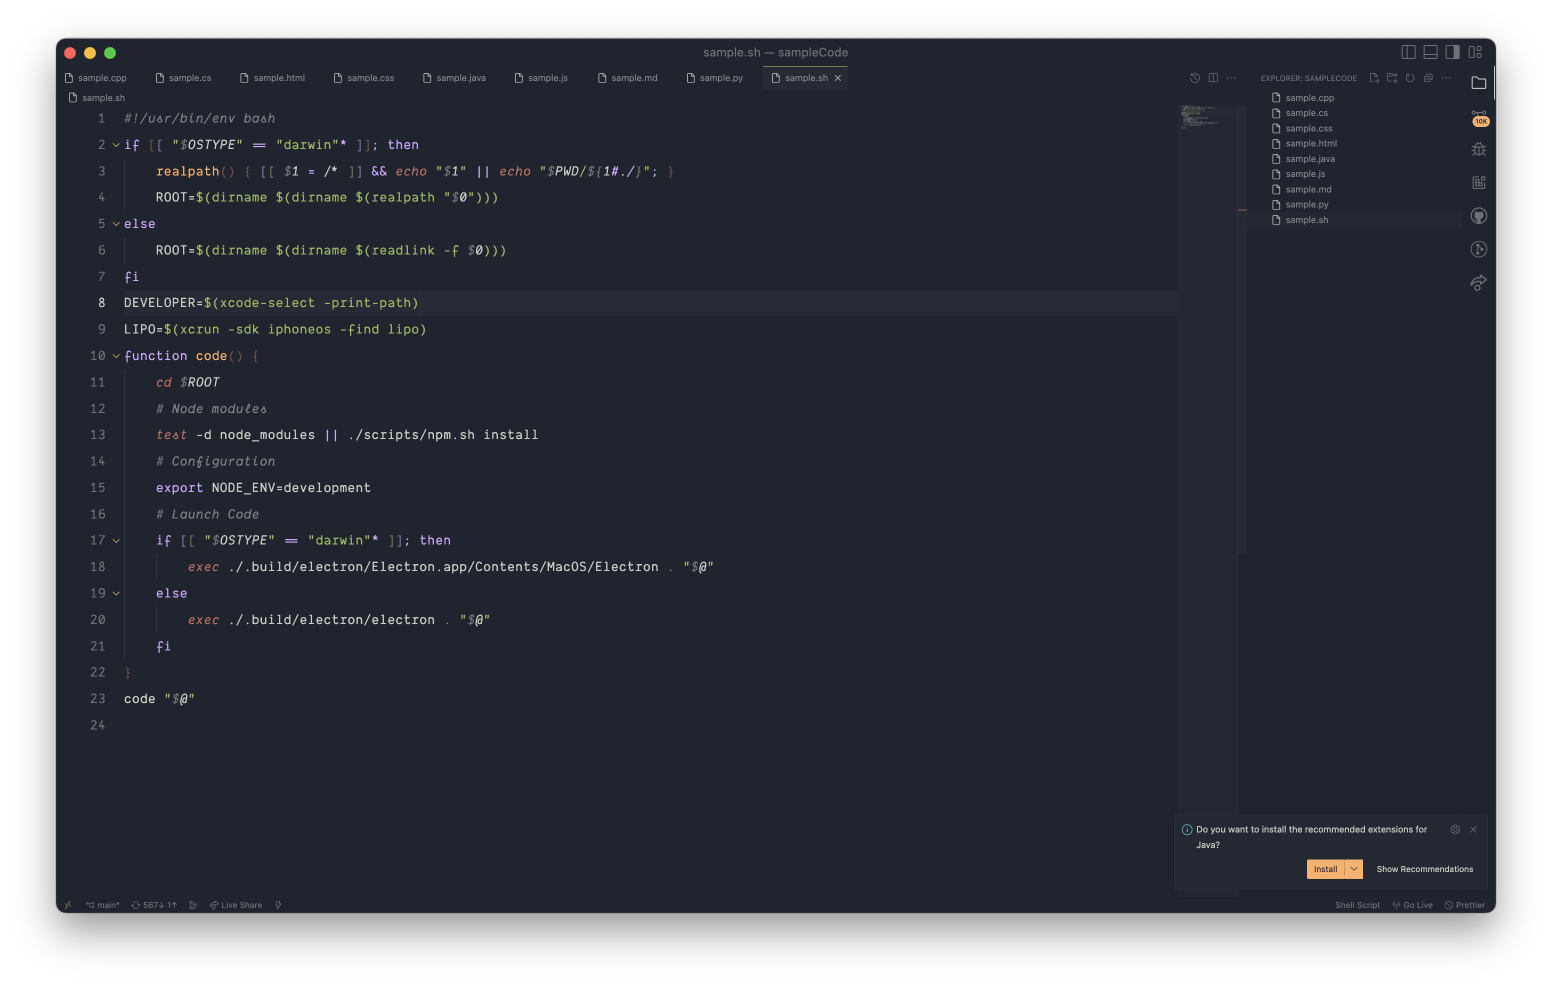 sample.sh — sampleCode
sample.cpp sample.cs sample.html sample.css sample.java sample.js sample.md sample.py sample.sh
EXPLORER: SAMPLECODE
sample.sh
1 #!/usr/bin/env bash
2 if [[ "$OSTYPE" == "darwin"* ]]; then
3 realpath() { [[ $1 = /* ]] && echo "$1" || echo "$PWD/${1#./}"; }
4 ROOT=$(dirname $(dirname $(realpath "$0")))
5 else
6 ROOT=$(dirname $(dirname $(readlink -f $0)))
7 fi
8 DEVELOPER=$(xcode-select -print-path)
9 LIPO=$(xcrun -sdk iphoneos -find lipo)
10 function code() {
11 cd $ROOT
12 # Node modules
13 test -d node_modules || ./scripts/npm.sh install
14 # Configuration
15 export NODE_ENV=development
16 # Launch Code
17 if [[ "$OSTYPE" == "darwin"* ]]; then
18 exec ./.build/electron/Electron.app/Contents/MacOS/Electron . "$@"
19 else
20 exec ./.build/electron/electron . "$@"
21 fi
22 }
23 code "$@"
24
sample.cpp
sample.cs
sample.css
sample.html
sample.java
sample.js
sample.md
sample.py
sample.sh
10K
Do you want to install the recommended extensions for
Java?
Install
Show Recommendations
main* 567↓ 1↑ Live Share
Shell Script Go Live Prettier